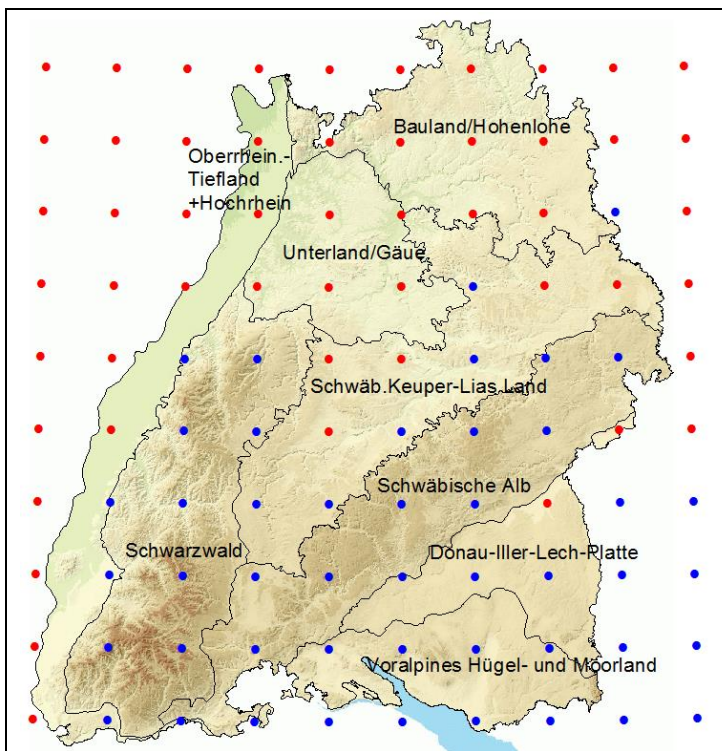 Bauland/Hohenlohe
Oberrhein.-
Tiefland
+Hochrhein
Unterland/Gäue
Schwäb.Keuper-Lias Land
Schwäbische Alb
Schwarzwald
Donau-Iller-Lech-Platte
Voralpines Hügel- und Moorland